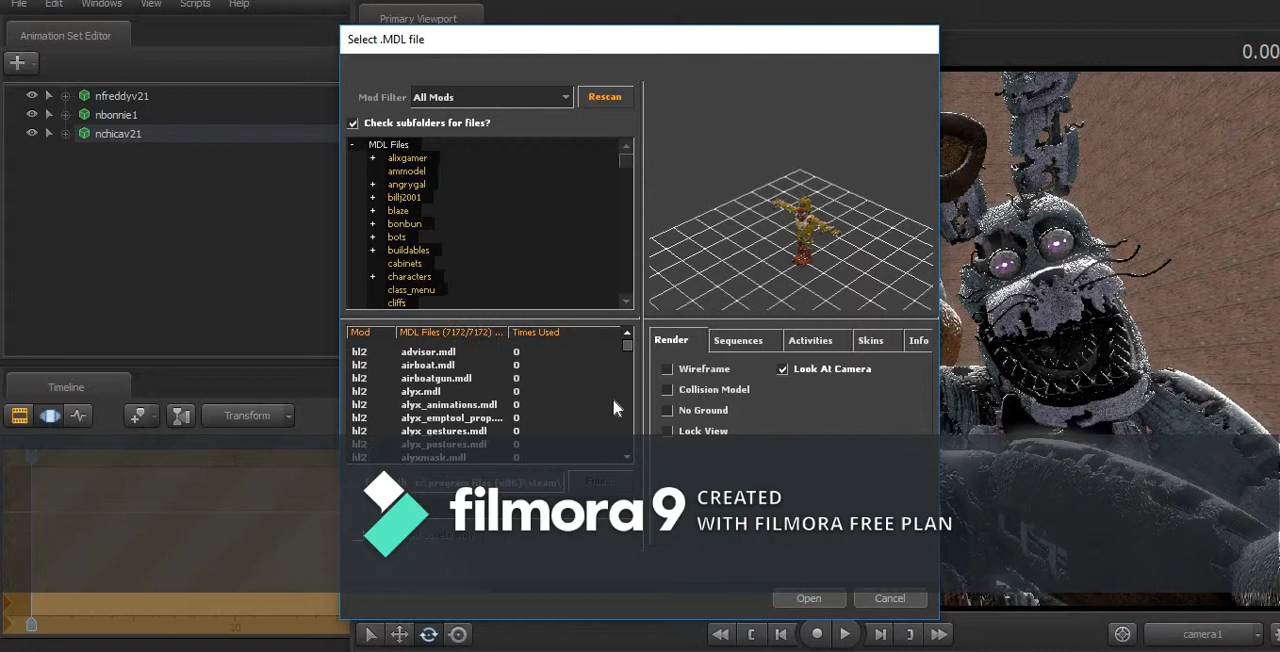 File Edit Windows View Scripts Help
Primary Viewport
Animation Set Editor
Select .MDL file
0.00
Mod Filter All Mods Rescan
nfreddyv21
nbonnie1
nchicav21
Check subfolders for files?
MDL Files
alixgamer
ammodel
angrygal
billj2001
blaze
bonbun
bots
buildables
cabinets
characters
class_menu
cliffs
Mod MDL Files (7172/7172) ... Times Used
hl2 advisor.mdl 0
hl2 airboat.mdl 0
hl2 airboatgun.mdl 0
hl2 alyx.mdl 0
hl2 alyx_animations.mdl 0
hl2 alyx_emptool_prop.... 0
hl2 alyx_gestures.mdl 0
hl2 alyx_postures.mdl 0
hl2 alyxmask.mdl 0
Render Sequences Activities Skins Info
Wireframe Look At Camera
Collision Model
No Ground
Lock View
Timeline
Transform
c:\program files (x86)\steam\
filmora9 CREATED
WITH FILMORA FREE PLAN
10
Open Cancel
camera1